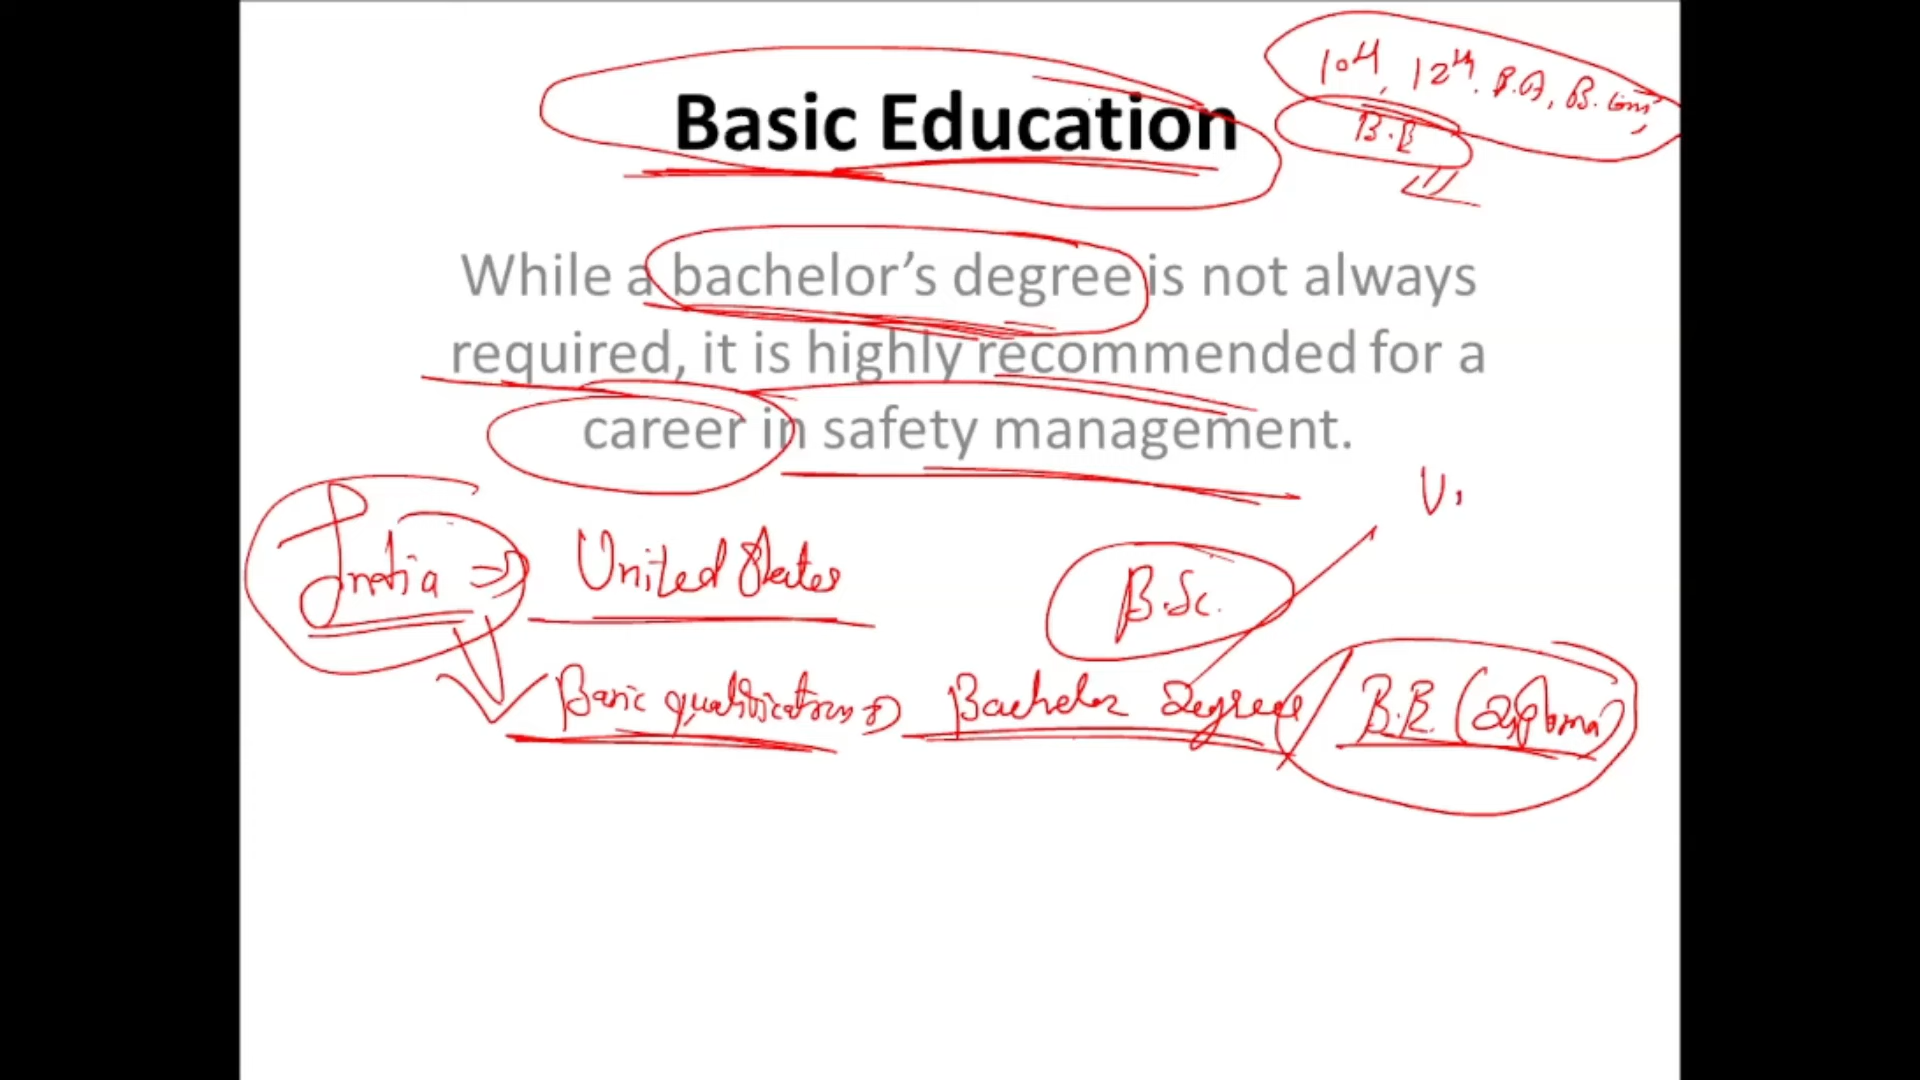 10th, 12th, B.A, B.Com,
Basic Education
B.E
While a bachelor’s degree is not always
required, it is highly recommended for a
career in safety management.
U.
India ⇒ United States
B.Sc.
Basic qualification ⇒ Bachelor Degree / B.E. (Diploma)